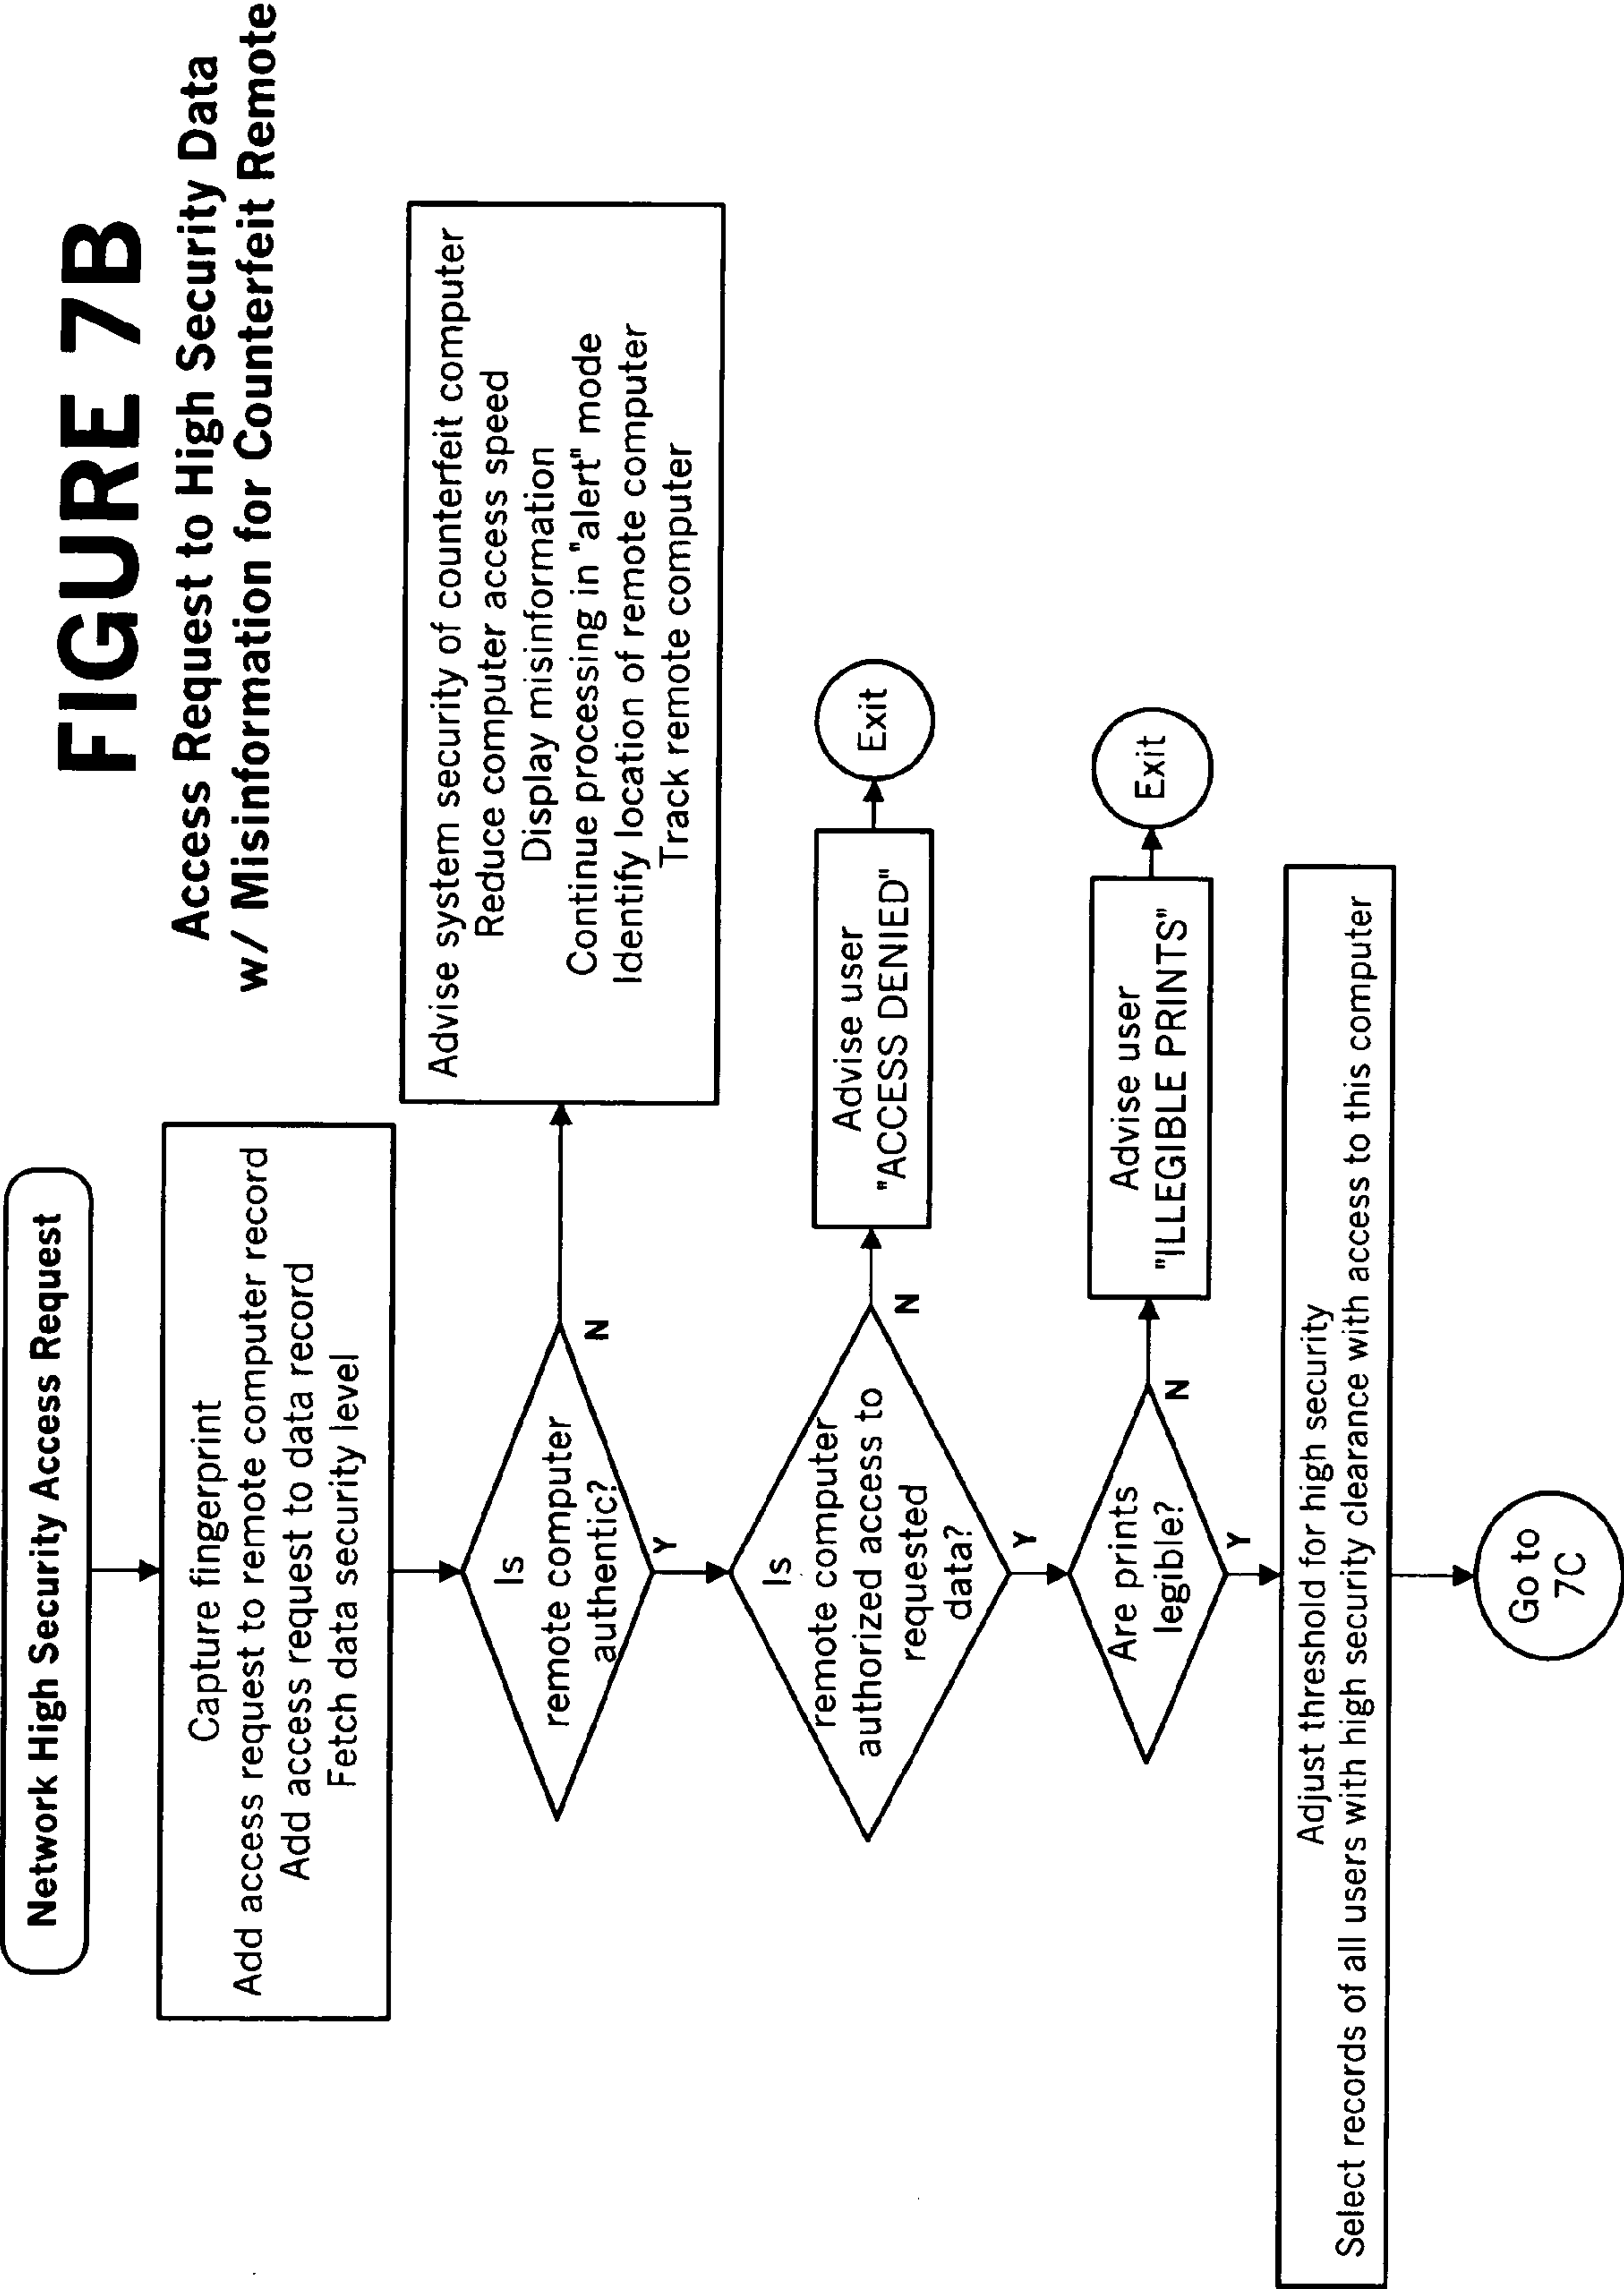 FIGURE 7B
Access Request to High Security Data
w/ Misinformation for Counterfeit Remote
Network High Security Access Request
Capture fingerprint
Add access request to remote computer record
Add access request to data record
Fetch data security level
Is
remote computer
authentic?
N
Y
Advise system security of counterfeit computer
Reduce computer access speed
Display misinformation
Continue processing in "alert" mode
Identify location of remote computer
Track remote computer
Is
remote computer
authorized access to
requested
data?
N
Y
Advise user
"ACCESS DENIED"
Exit
Are prints
legible?
N
Y
Advise user
"ILLEGIBLE PRINTS"
Exit
Adjust threshold for high security
Select records of all users with high security clearance with access to this computer
Go to
7C